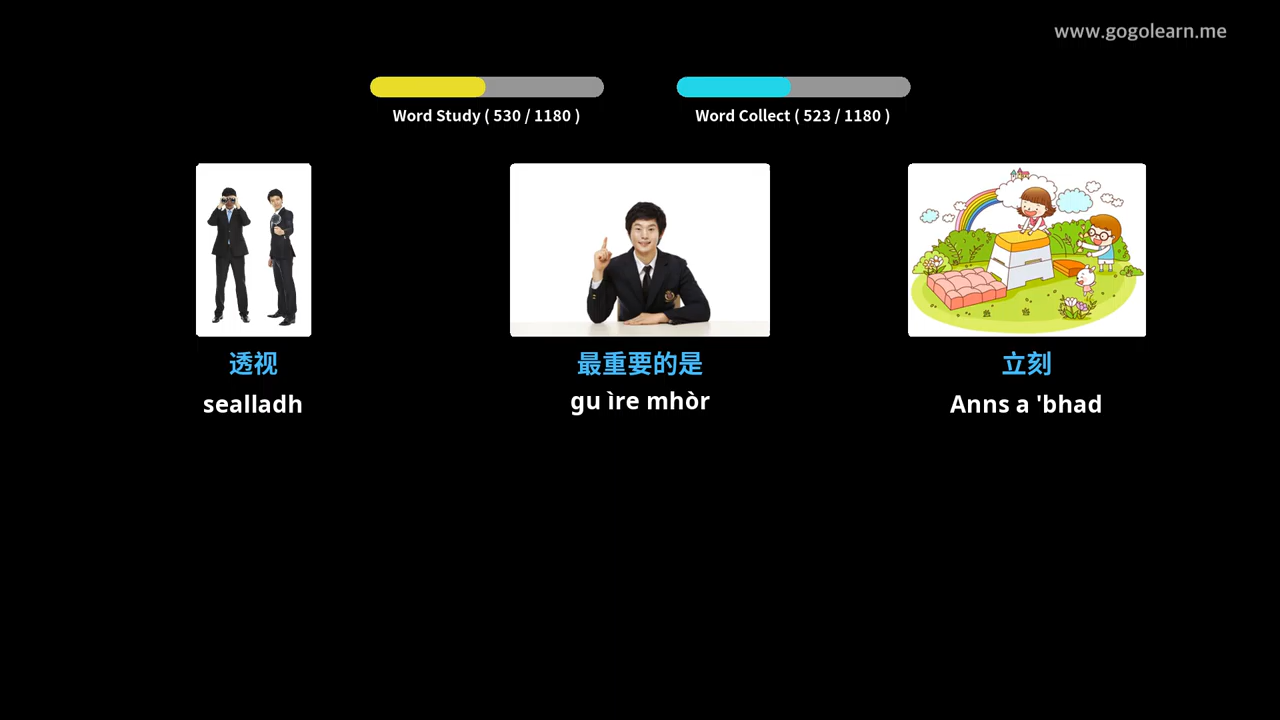 www.gogolearn.me
Word Study ( 530 / 1180 )
Word Collect ( 523 / 1180 )
透视
最重要的是
立刻
sealladh
gu ìre mhòr
Anns a 'bhad